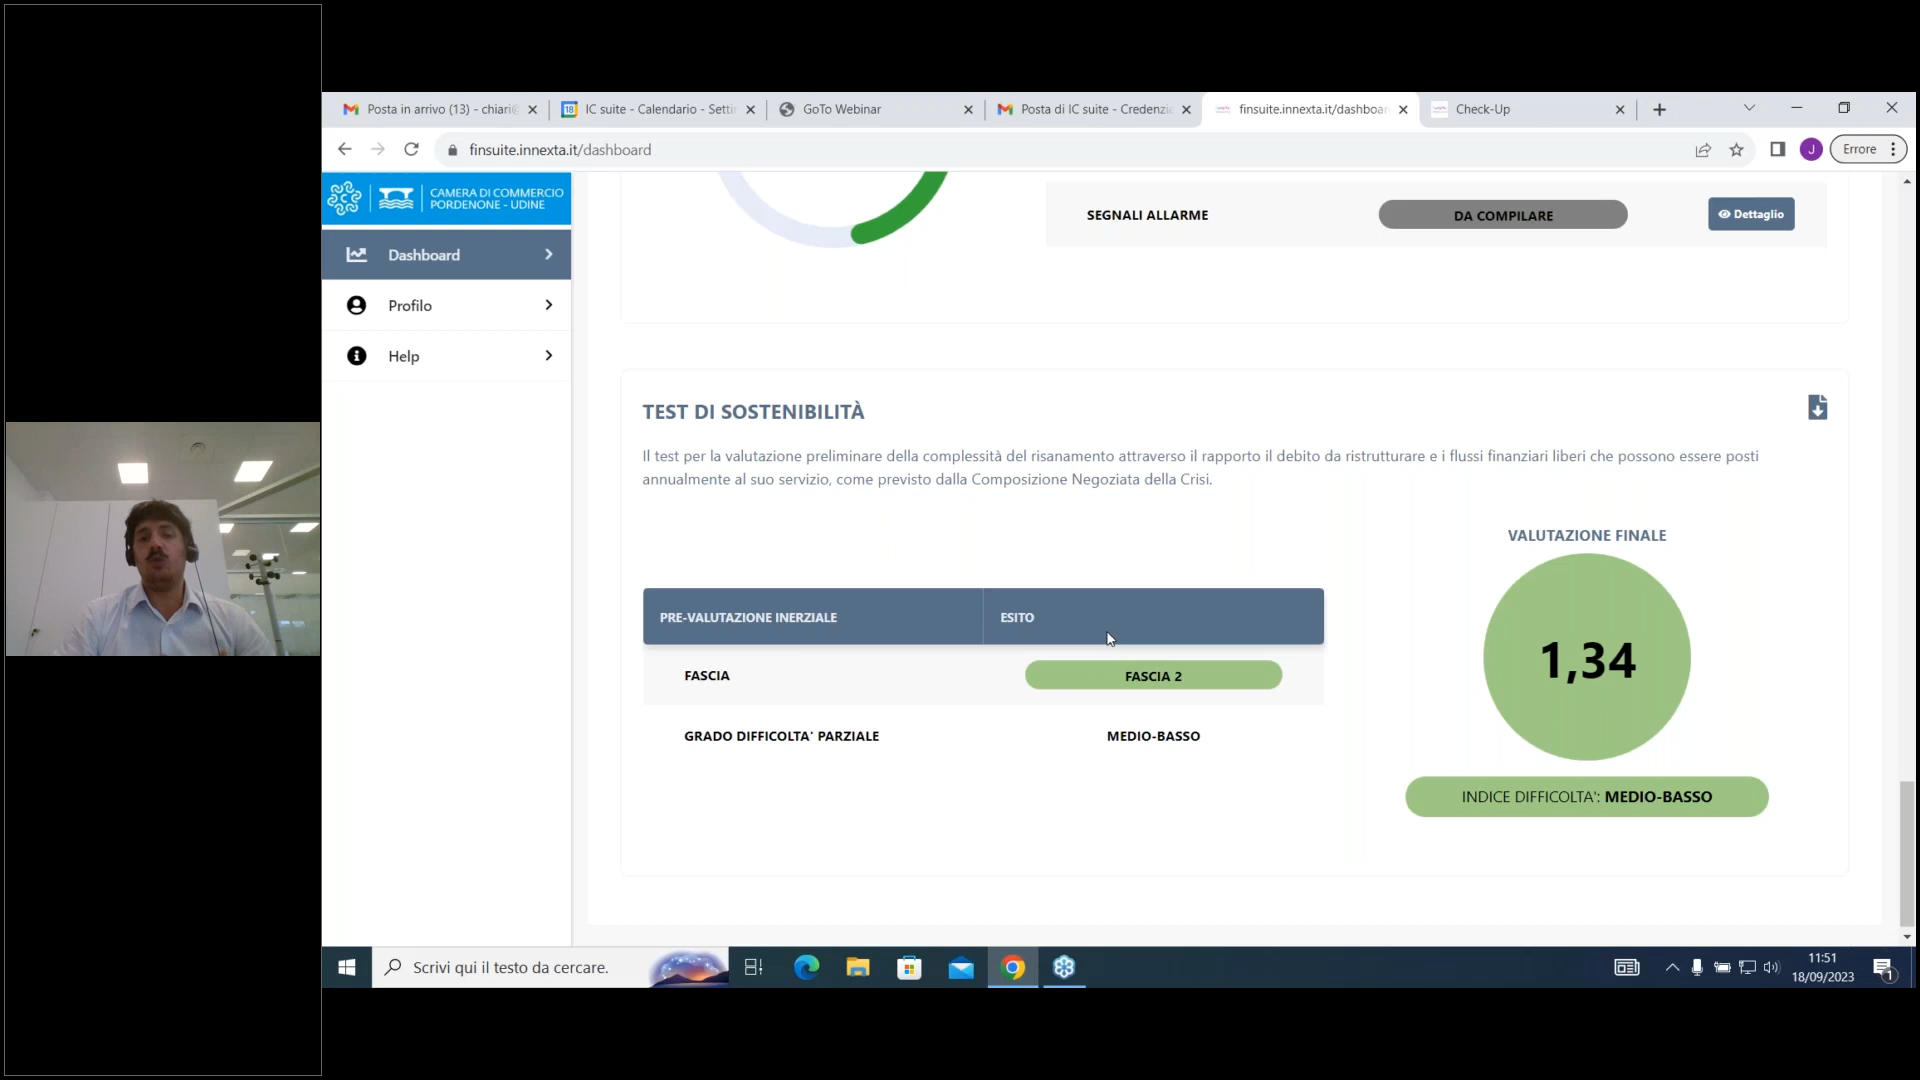 Posta in arrivo (13) - chiari@
IC suite - Calendario - Setti
GoTo Webinar
Posta di IC suite - Credenzia
finsuite.innexta.it/dashboar
Check-Up
finsuite.innexta.it/dashboard
J
Errore
CAMERA DI COMMERCIO
PORDENONE - UDINE
Dashboard
Profilo
Help
SEGNALI ALLARME
DA COMPILARE
Dettaglio
TEST DI SOSTENIBILITÀ
Il test per la valutazione preliminare della complessità del risanamento attraverso il rapporto il debito da ristrutturare e i flussi finanziari liberi che possono essere posti
annualmente al suo servizio, come previsto dalla Composizione Negoziata della Crisi.
PRE-VALUTAZIONE INERZIALE
ESITO
FASCIA
FASCIA 2
GRADO DIFFICOLTA' PARZIALE
MEDIO-BASSO
VALUTAZIONE FINALE
1,34
INDICE DIFFICOLTA': MEDIO-BASSO
Scrivi qui il testo da cercare.
11:51
18/09/2023
1